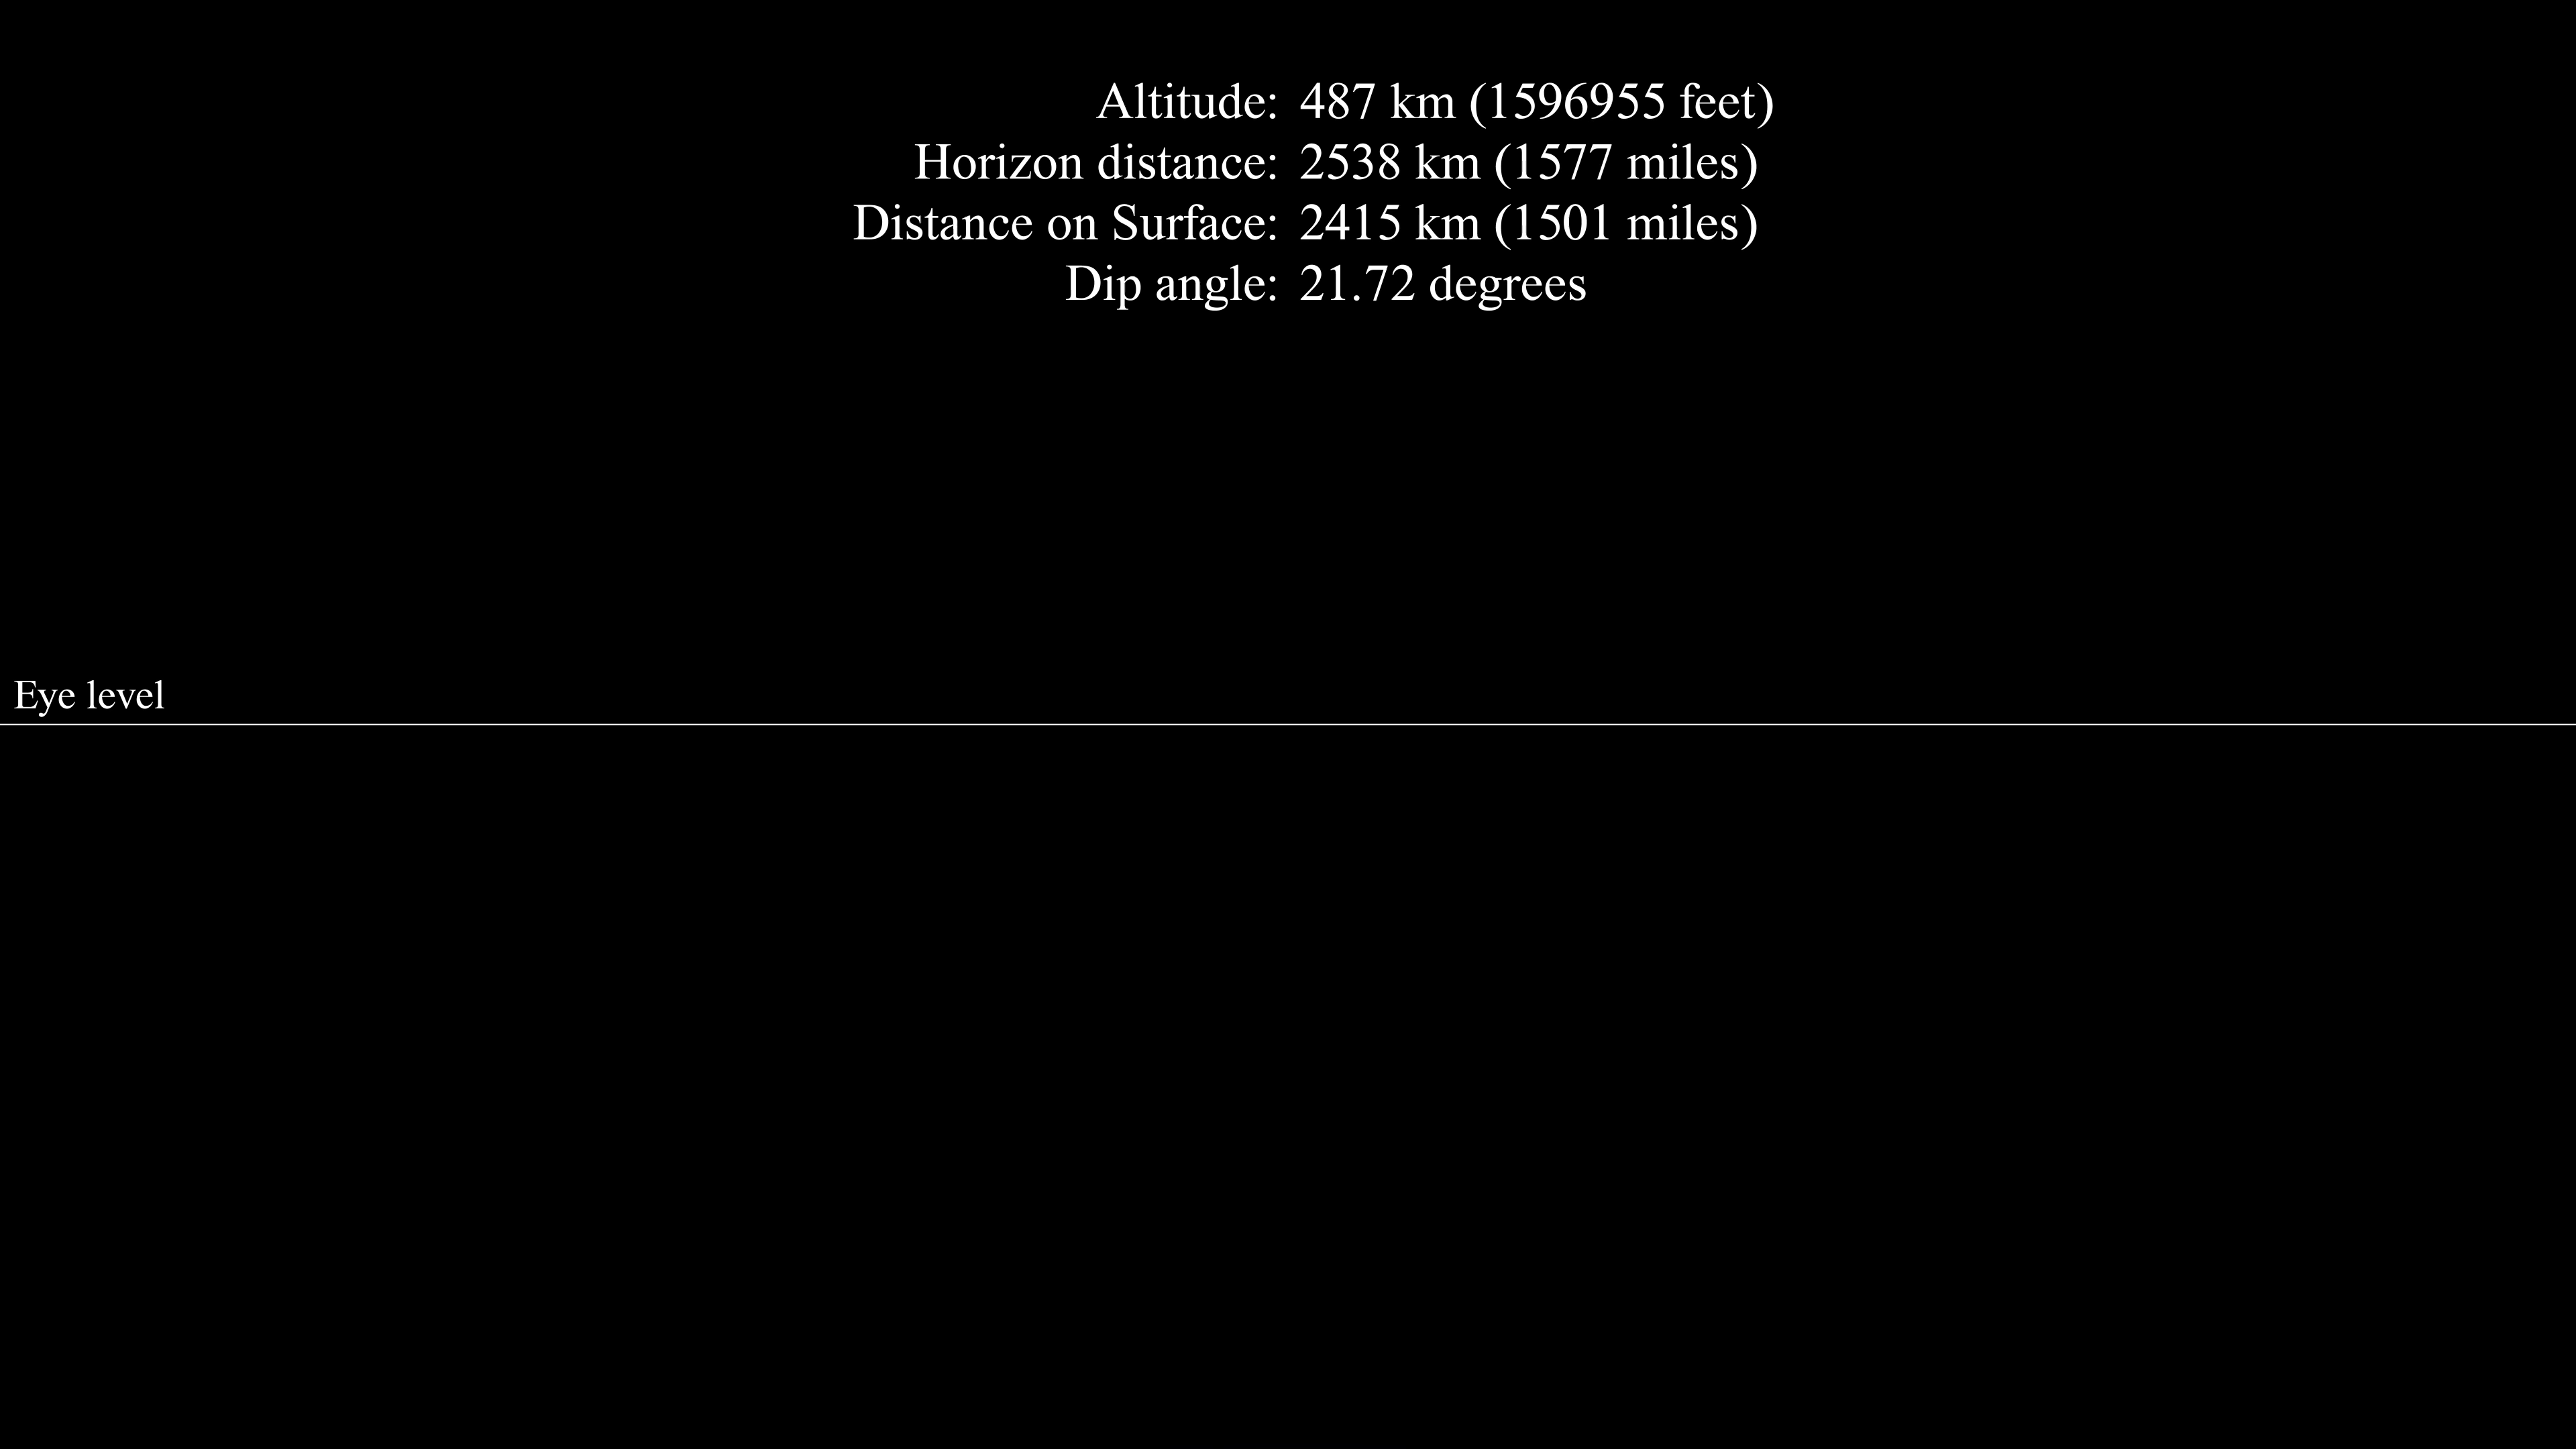 Altitude: 487 km (1596955 feet)
Horizon distance: 2538 km (1577 miles)
Distance on Surface: 2415 km (1501 miles)
Dip angle: 21.72 degrees
Eye level